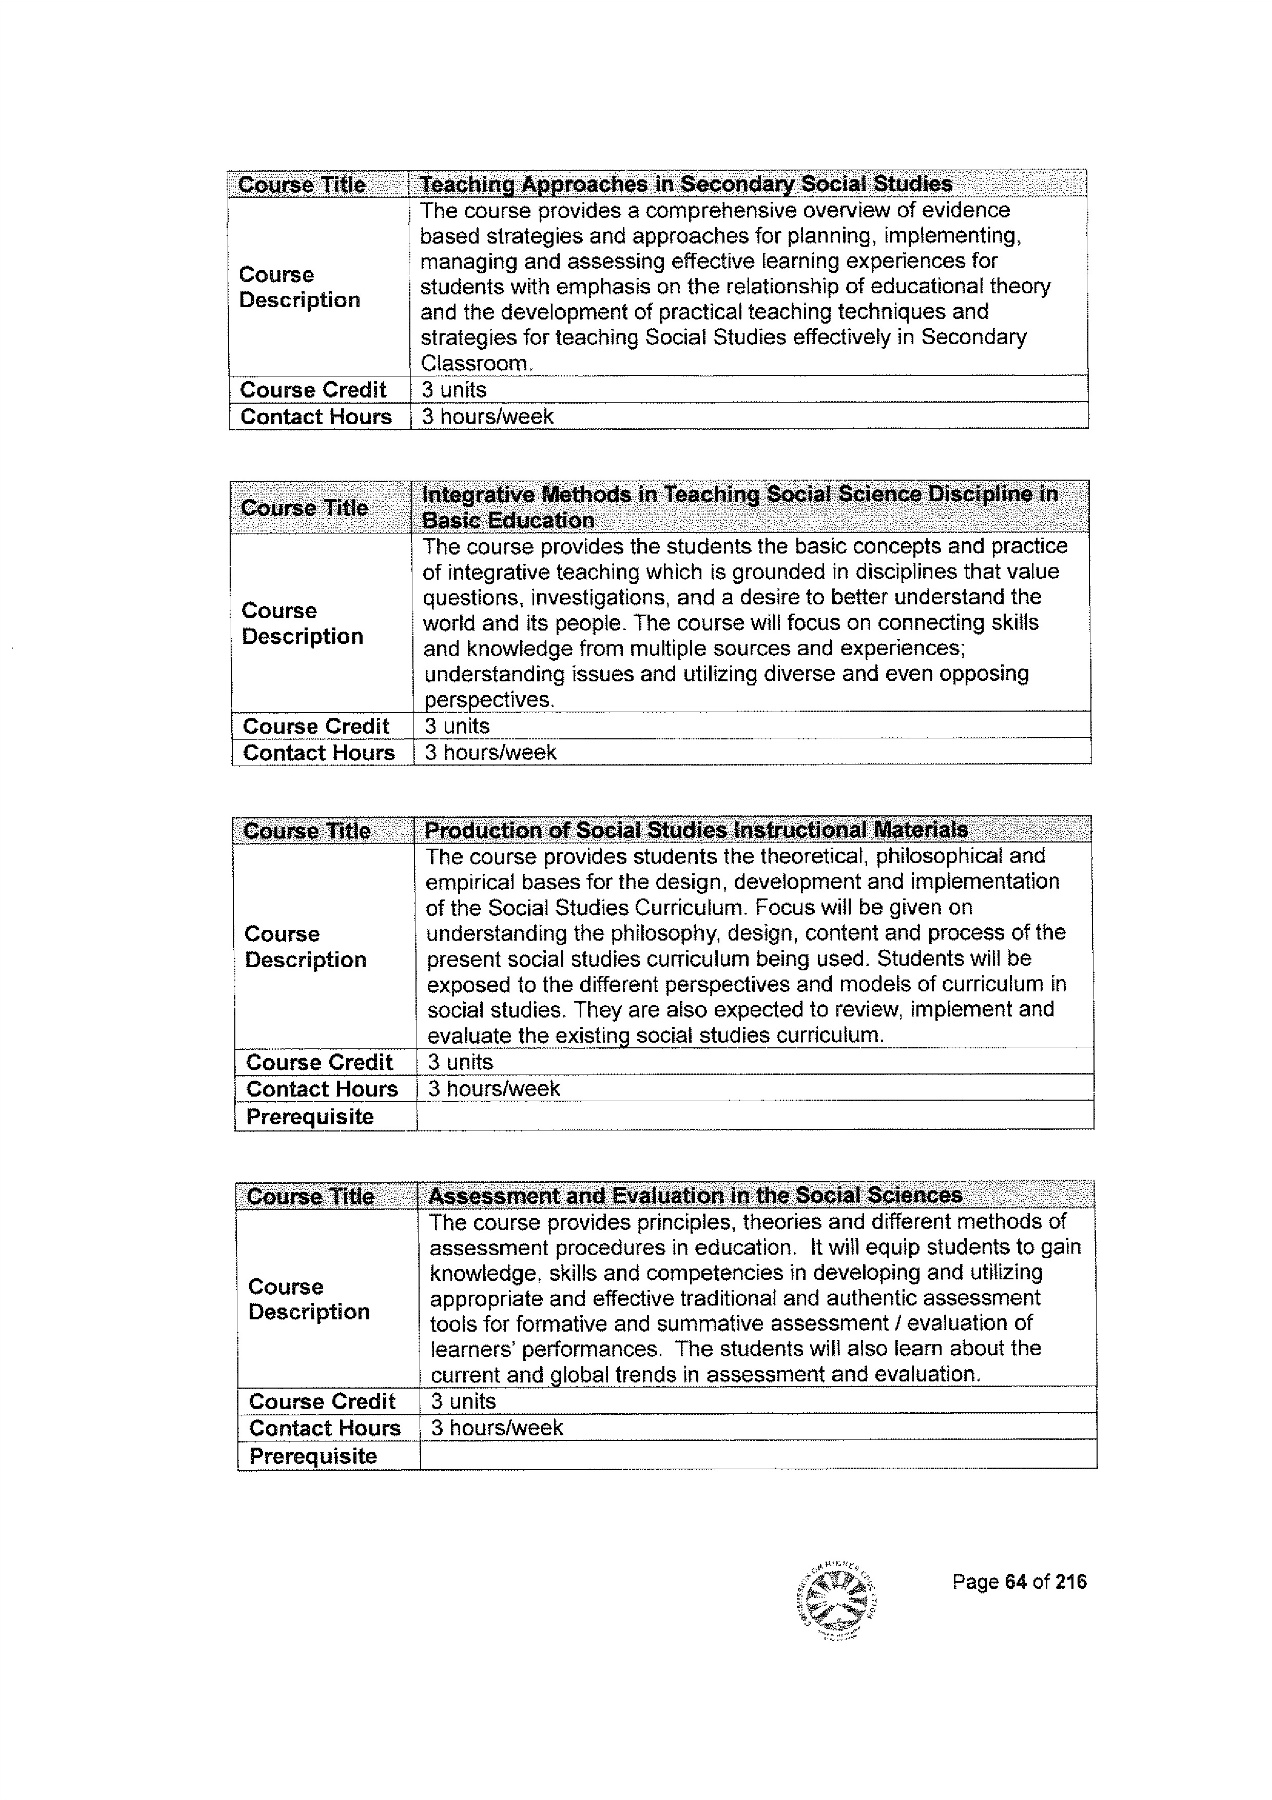 Course Title Teaching Approaches in Secondary Social Studies
The course provides a comprehensive overview of evidence
based strategies and approaches for planning, implementing,
managing and assessing effective learning experiences for
Course
Description
students with emphasis on the relationship of educational theory
and the development of practical teaching techniques and
strategies for teaching Social Studies effectively in Secondary
Classroom.
Course Credit 3 units
Contact Hours 3 hours/week
Course Title
Integrative Methods in Teaching Social Science Discipline in
Basic Education
The course provides the students the basic concepts and practice
of integrative teaching which is grounded in disciplines that value
questions, investigations, and a desire to better understand the
Course
Description
world and its people. The course will focus on connecting skills
and knowledge from multiple sources and experiences;
understanding issues and utilizing diverse and even opposing
perspectives.
Course Credit 3 units
Contact Hours 3 hours/week
Course Title Production of Social Studies Instructional Materials
The course provides students the theoretical, philosophical and
empirical bases for the design, development and implementation
of the Social Studies Curriculum. Focus will be given on
Course
Description
understanding the philosophy, design, content and process of the
present social studies curriculum being used. Students will be
exposed to the different perspectives and models of curriculum in
social studies. They are also expected to review, implement and
evaluate the existing social studies curriculum.
Course Credit 3 units
Contact Hours 3 hours/week
Prerequisite
Course Title Assessment and Evaluation in the Social Sciences
The course provides principles, theories and different methods of
assessment procedures in education. It will equip students to gain
knowledge, skills and competencies in developing and utilizing
Course
Description
appropriate and effective traditional and authentic assessment
tools for formative and summative assessment / evaluation of
learners' performances. The students will also learn about the
current and global trends in assessment and evaluation.
Course Credit 3 units
Contact Hours 3 hours/week
Prerequisite
Page 64 of 216